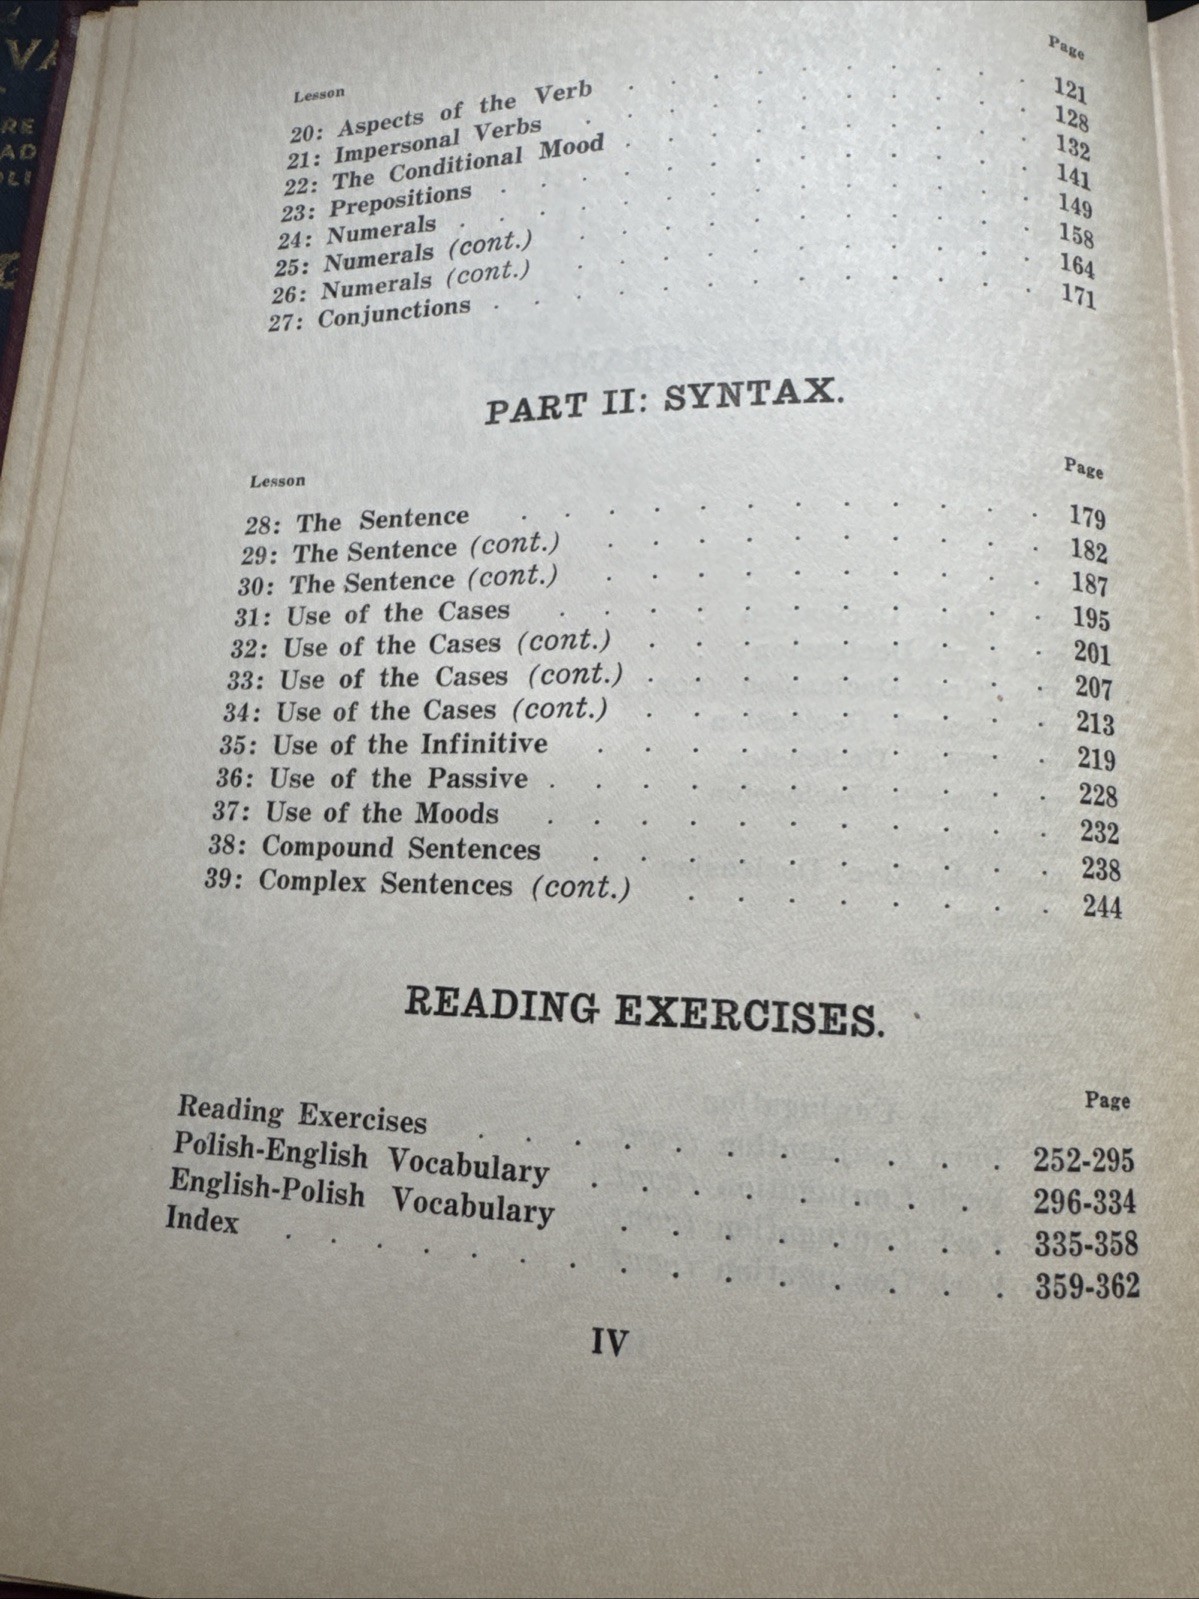 Lesson Page
20: Aspects of the Verb 121
21: Impersonal Verbs 128
22: The Conditional Mood 132
23: Prepositions 141
24: Numerals 149
25: Numerals (cont.) 158
26: Numerals (cont.) 164
27: Conjunctions 171
PART II: SYNTAX.
Lesson Page
28: The Sentence 179
29: The Sentence (cont.) 182
30: The Sentence (cont.) 187
31: Use of the Cases 195
32: Use of the Cases (cont.) 201
33: Use of the Cases (cont.) 207
34: Use of the Cases (cont.) 213
35: Use of the Infinitive 219
36: Use of the Passive 228
37: Use of the Moods 232
38: Compound Sentences 238
39: Complex Sentences (cont.) 244
READING EXERCISES.
Page
Reading Exercises 252-295
Polish-English Vocabulary 296-334
English-Polish Vocabulary 335-358
Index 359-362
IV